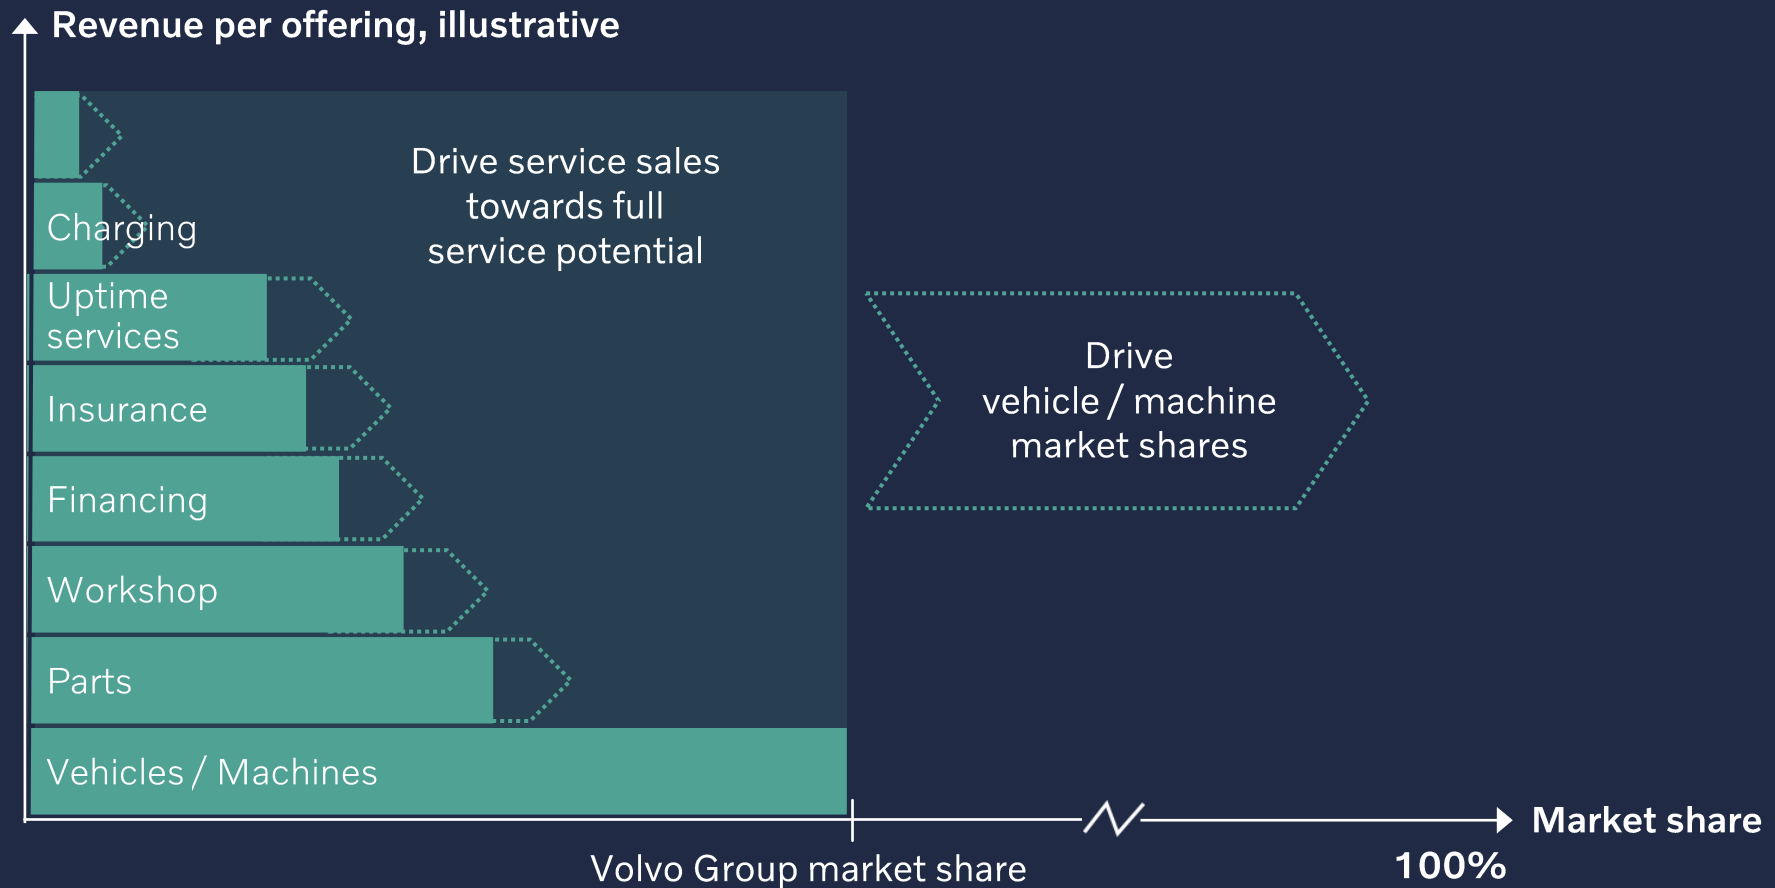 Revenue per offering, illustrative
Drive service sales
towards full
service potential
Charging
Uptime
services
Insurance
Financing
Workshop
Parts
Vehicles / Machines
Drive
vehicle / machine
market shares
Market share
Volvo Group market share
100%